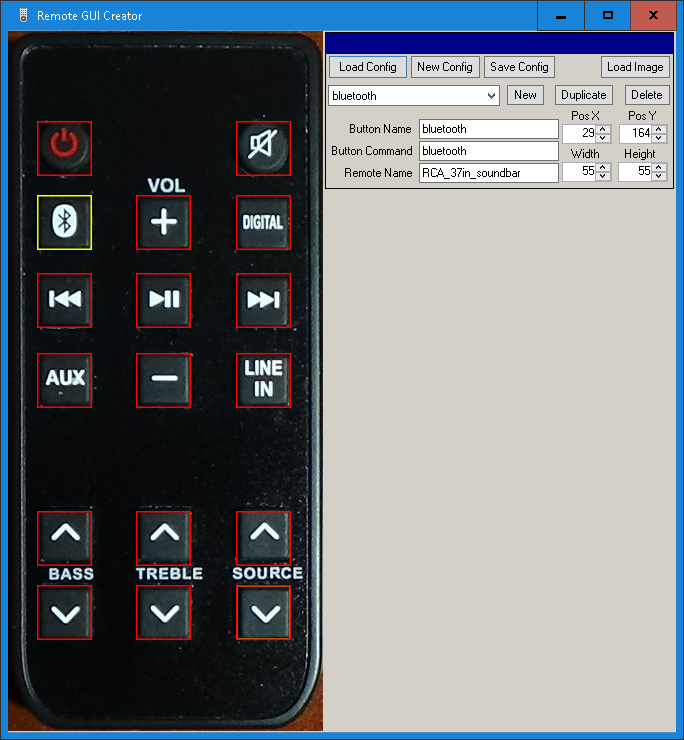 Remote GUI Creator
Load Config New Config Save Config Load Image
bluetooth New Duplicate Delete
Pos X Pos Y
Button Name bluetooth 29 164
Button Command bluetooth Width Height
Remote Name RCA_37in_soundbar 55 55
VOL
DIGITAL
AUX
LINE
IN
BASS TREBLE SOURCE